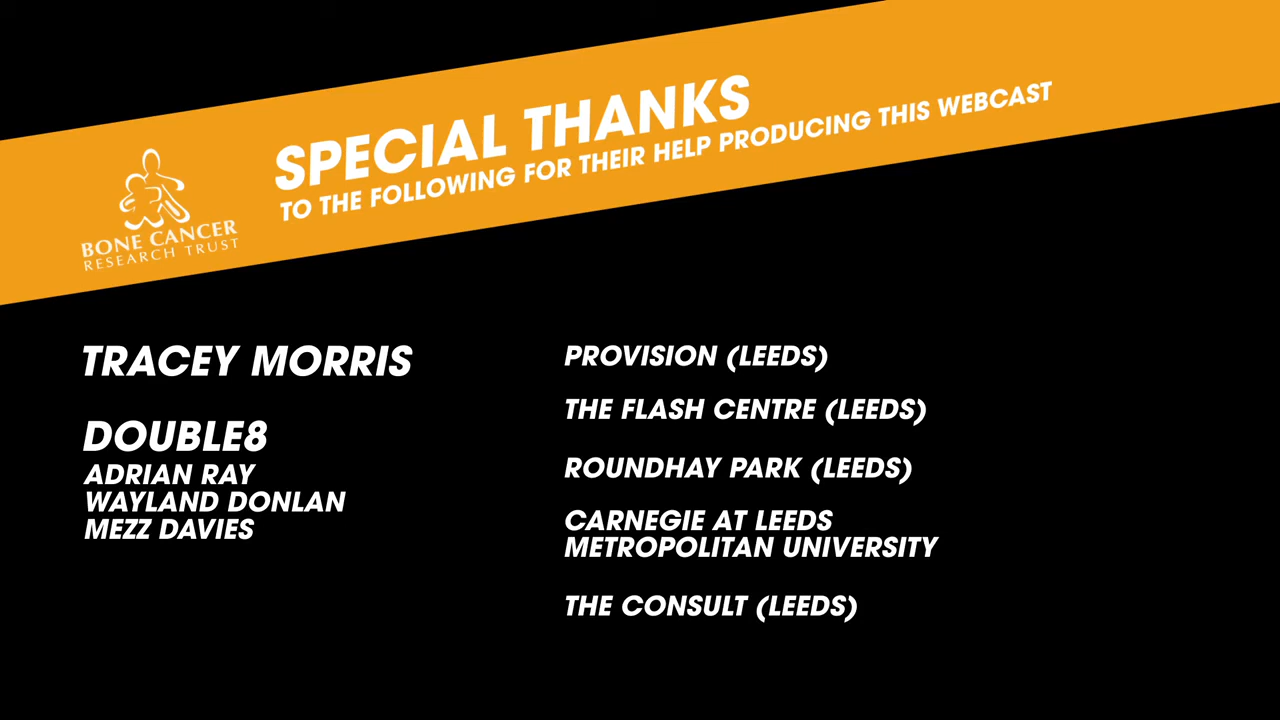 SPECIAL THANKS
TO THE FOLLOWING FOR THEIR HELP PRODUCING THIS WEBCAST
BONE CANCER
RESEARCH TRUST
TRACEY MORRIS
DOUBLE8
ADRIAN RAY
WAYLAND DONLAN
MEZZ DAVIES
PROVISION (LEEDS)
THE FLASH CENTRE (LEEDS)
ROUNDHAY PARK (LEEDS)
CARNEGIE AT LEEDS
METROPOLITAN UNIVERSITY
THE CONSULT (LEEDS)